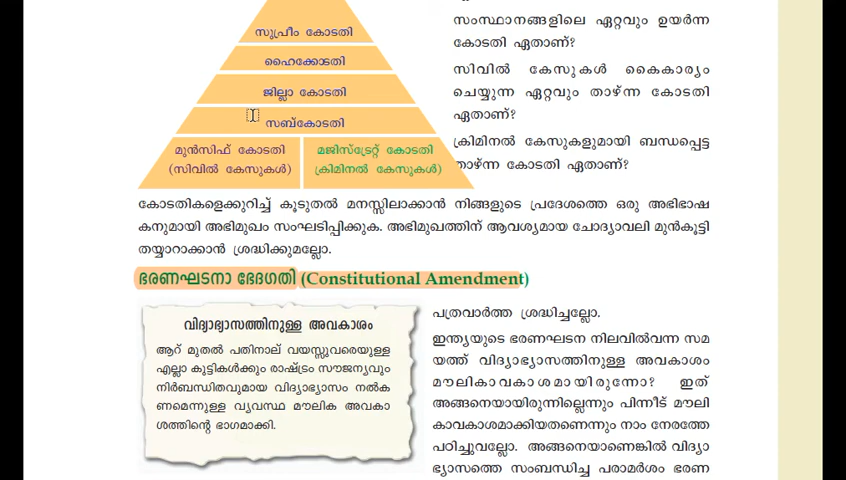 സുപ്രീം കോടതി
ഹൈക്കോടതി
ജില്ലാ കോടതി
സബ്കോടതി
മുൻസിഫ് കോടതി
(സിവിൽ കേസുകൾ)
മജിസ്ട്രേറ്റ് കോടതി
ക്രിമിനൽ കേസുകൾ)
സംസ്ഥാനങ്ങളിലെ ഏറ്റവും ഉയർന്ന
കോടതി ഏതാണ്?
സിവിൽ കേസുകൾ കൈകാര്യം
ചെയ്യുന്ന ഏറ്റവും താഴ്ന്ന കോടതി
ഏതാണ്?
ക്രിമിനൽ കേസുകളുമായി ബന്ധപ്പെട്ട
താഴ്ന്ന കോടതി ഏതാണ്?
കോടതികളെക്കുറിച്ച് കൂടുതൽ മനസ്സിലാക്കാൻ നിങ്ങളുടെ പ്രദേശത്തെ ഒരു അഭിഭാഷ
കനുമായി അഭിമുഖം സംഘടിപ്പിക്കുക. അഭിമുഖത്തിന് ആവശ്യമായ ചോദ്യാവലി മുൻകൂട്ടി
തയ്യാറാക്കാൻ ശ്രദ്ധിക്കുമല്ലോ.
ഭരണഘടനാ ഭേദഗതി (Constitutional Amendment)
വിദ്യാഭ്യാസത്തിനുള്ള അവകാശം
ആറ് മുതൽ പതിനാല് വയസ്സുവരെയുള്ള
എല്ലാ കുട്ടികൾക്കും രാഷ്ട്രം സൗജന്യവും
നിർബന്ധിതവുമായ വിദ്യാഭ്യാസം നൽക
ണമെന്നുള്ള വ്യവസ്ഥ മൗലിക അവകാ
ശത്തിന്റെ ഭാഗമാക്കി.
പത്രവാർത്ത ശ്രദ്ധിച്ചല്ലോ.
ഇന്ത്യയുടെ ഭരണഘടന നിലവിൽവന്ന സമ
യത്ത് വിദ്യാഭ്യാസത്തിനുള്ള അവകാശം
മൗലികാവകാശമായിരുന്നോ? ഇത്
അങ്ങനെയായിരുന്നില്ലെന്നും പിന്നീട് മൗലി
കാവകാശമാക്കിയതാണെന്നും നാം നേരത്തേ
പഠിച്ചുവല്ലോ. അങ്ങനെയാണെങ്കിൽ വിദ്യാ
ഭ്യാസത്തെ സംബന്ധിച്ച പരാമർശം ഭരണ